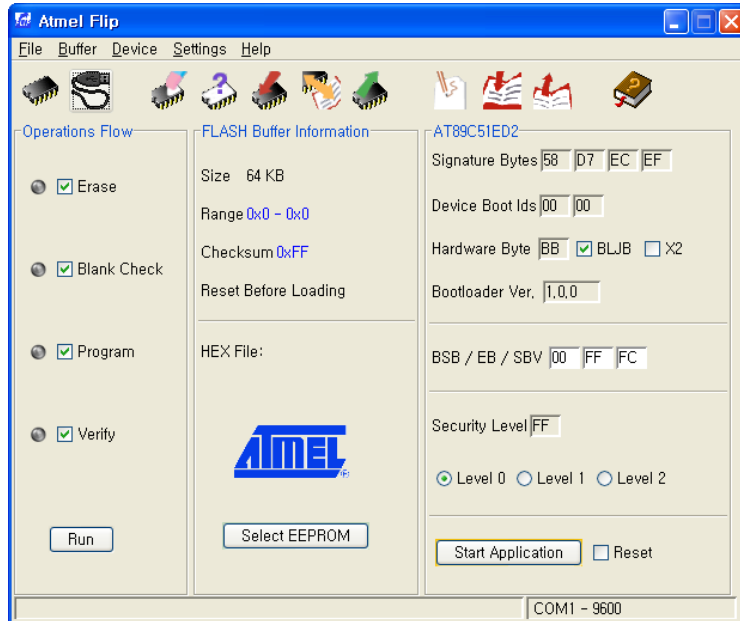 Atmel Flip
File Buffer Device Settings Help
Operations Flow
Erase
Blank Check
Program
Verify
Run
FLASH Buffer Information
Size 64 KB
Range 0x0 - 0x0
Checksum 0xFF
Reset Before Loading
HEX File:
ATMEL
Select EEPROM
AT89C51ED2
Signature Bytes 58 D7 EC EF
Device Boot Ids 00 00
Hardware Byte BB BLJB X2
Bootloader Ver. 1.0.0
BSB / EB / SBV 00 FF FC
Security Level FF
Level 0 Level 1 Level 2
Start Application Reset
COM1 - 9600